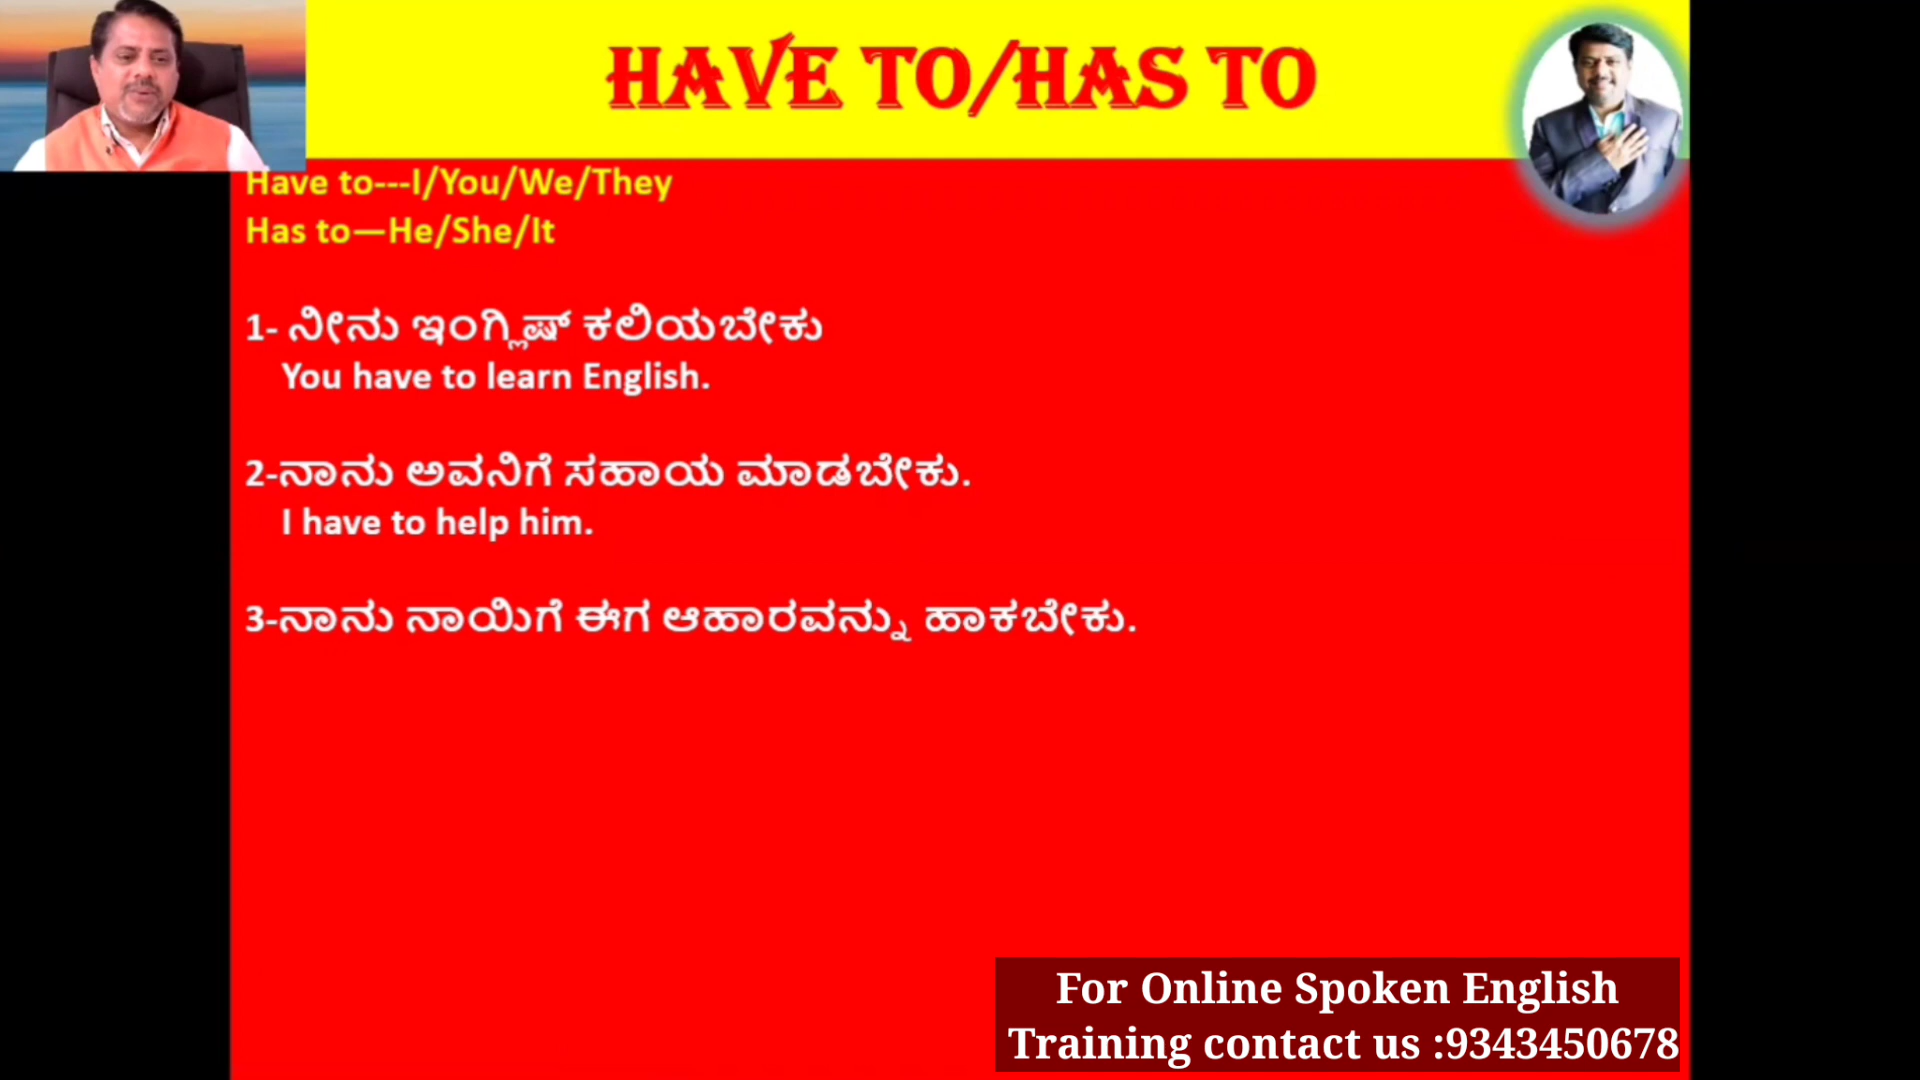 HAVE TO/HAS TO
Have to---I/You/We/They
Has to—He/She/It
1- ನೀನು ಇಂಗ್ಲಿಷ್ ಕಲಿಯಬೇಕು
You have to learn English.
2-ನಾನು ಅವನಿಗೆ ಸಹಾಯ ಮಾಡಬೇಕು.
I have to help him.
3-ನಾನು ನಾಯಿಗೆ ಈಗ ಆಹಾರವನ್ನು ಹಾಕಬೇಕು.
For Online Spoken English
Training contact us :9343450678